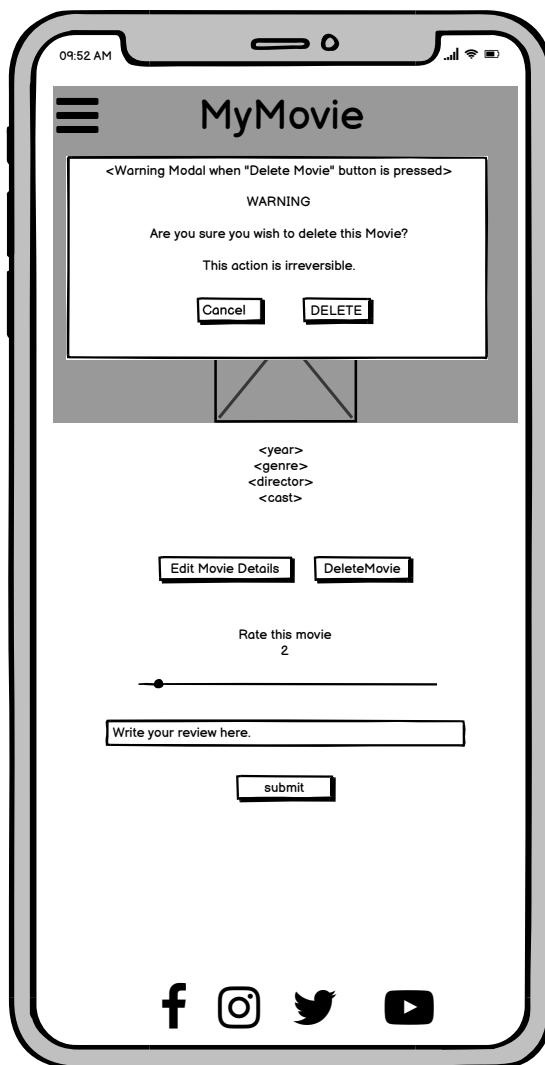 09:52 AM
MyMovie
<Warning Modal when "Delete Movie" button is pressed>
WARNING
Are you sure you wish to delete this Movie?
This action is irreversible.
Cancel
DELETE
<year>
<genre>
<director>
<cast>
Edit Movie Details
DeleteMovie
Rate this movie
2
Write your review here.
submit